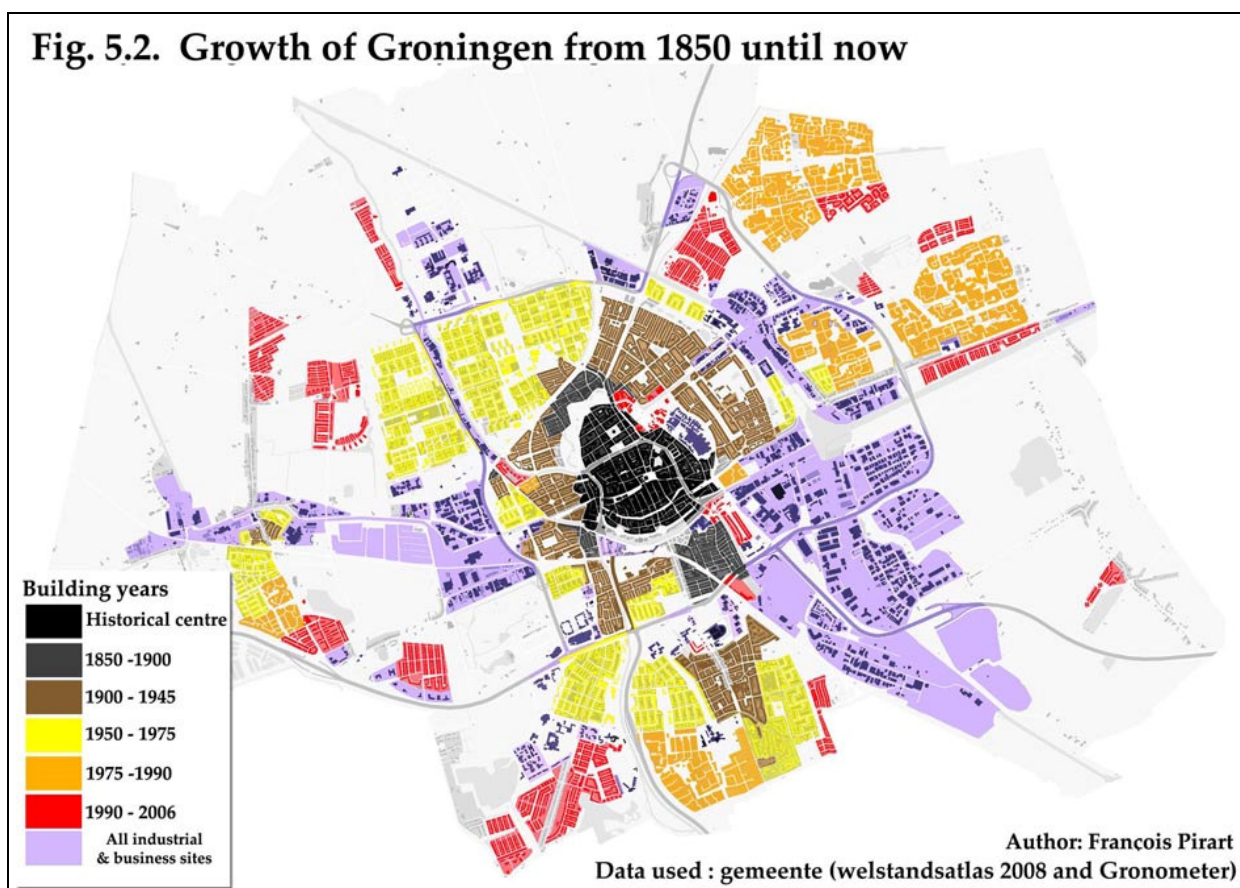 Fig. 5.2. Growth of Groningen from 1850 until now
Building years
Historical centre
1850 -1900
1900 - 1945
1950 - 1975
1975 -1990
1990 - 2006
All industrial
& business sites
Author: François Pirart
Data used : gemeente (welstandsatlas 2008 and Gronometer)